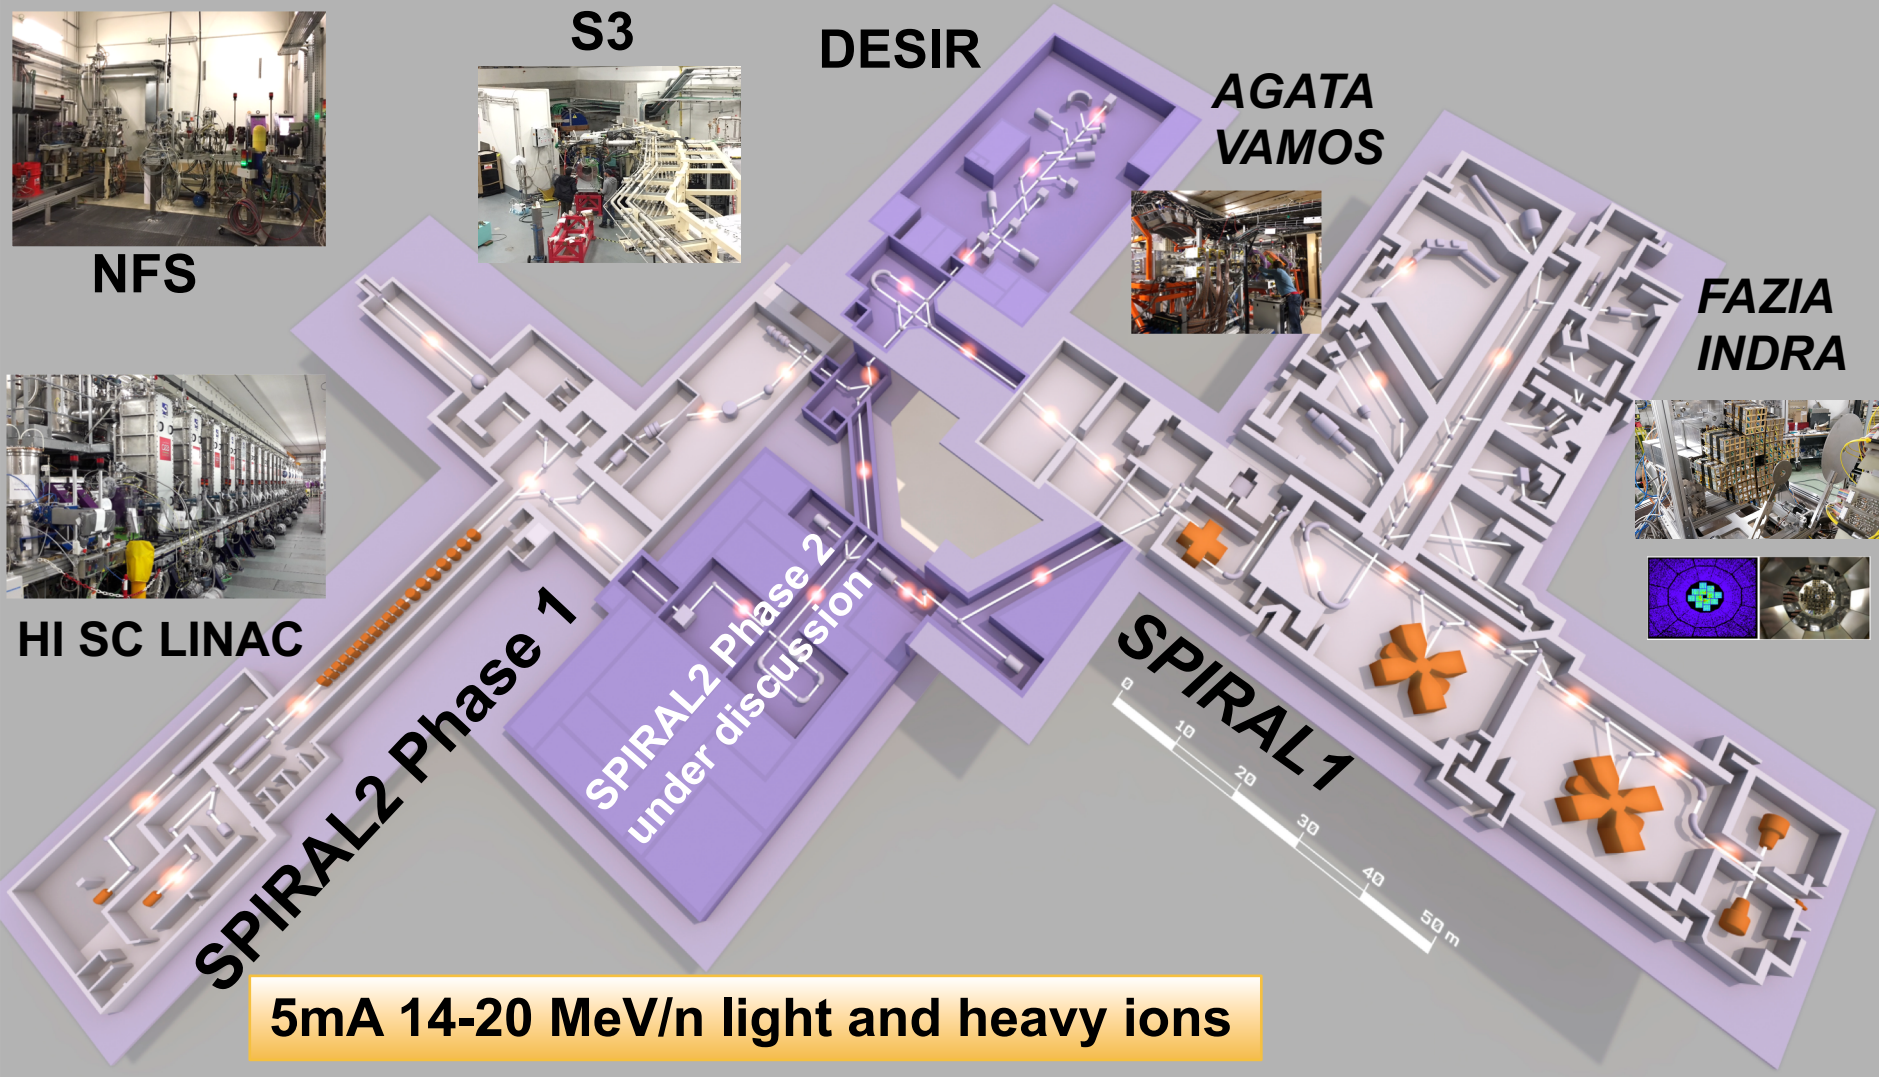 S3
DESIR
AGATA
VAMOS
NFS
FAZIA
INDRA
HI SC LINAC
SPIRAL2 Phase 1
SPIRAL2 Phase 2
under discussion
SPIRAL1
0
10
20
30
40
50 m
5mA 14-20 MeV/n light and heavy ions